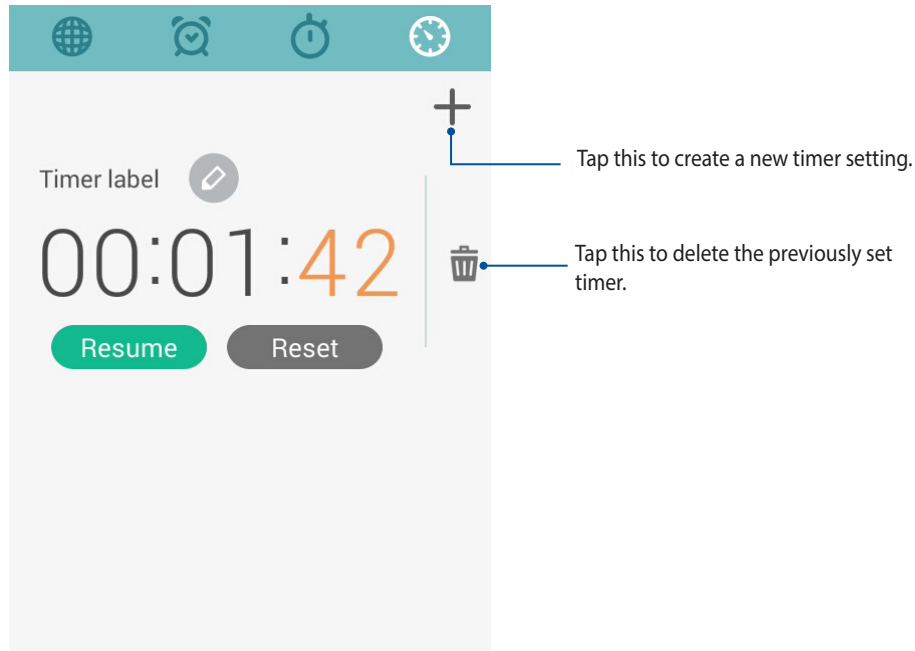 Tap this to create a new timer setting.
Timer label
00:01:42
Tap this to delete the previously set
timer.
Resume
Reset